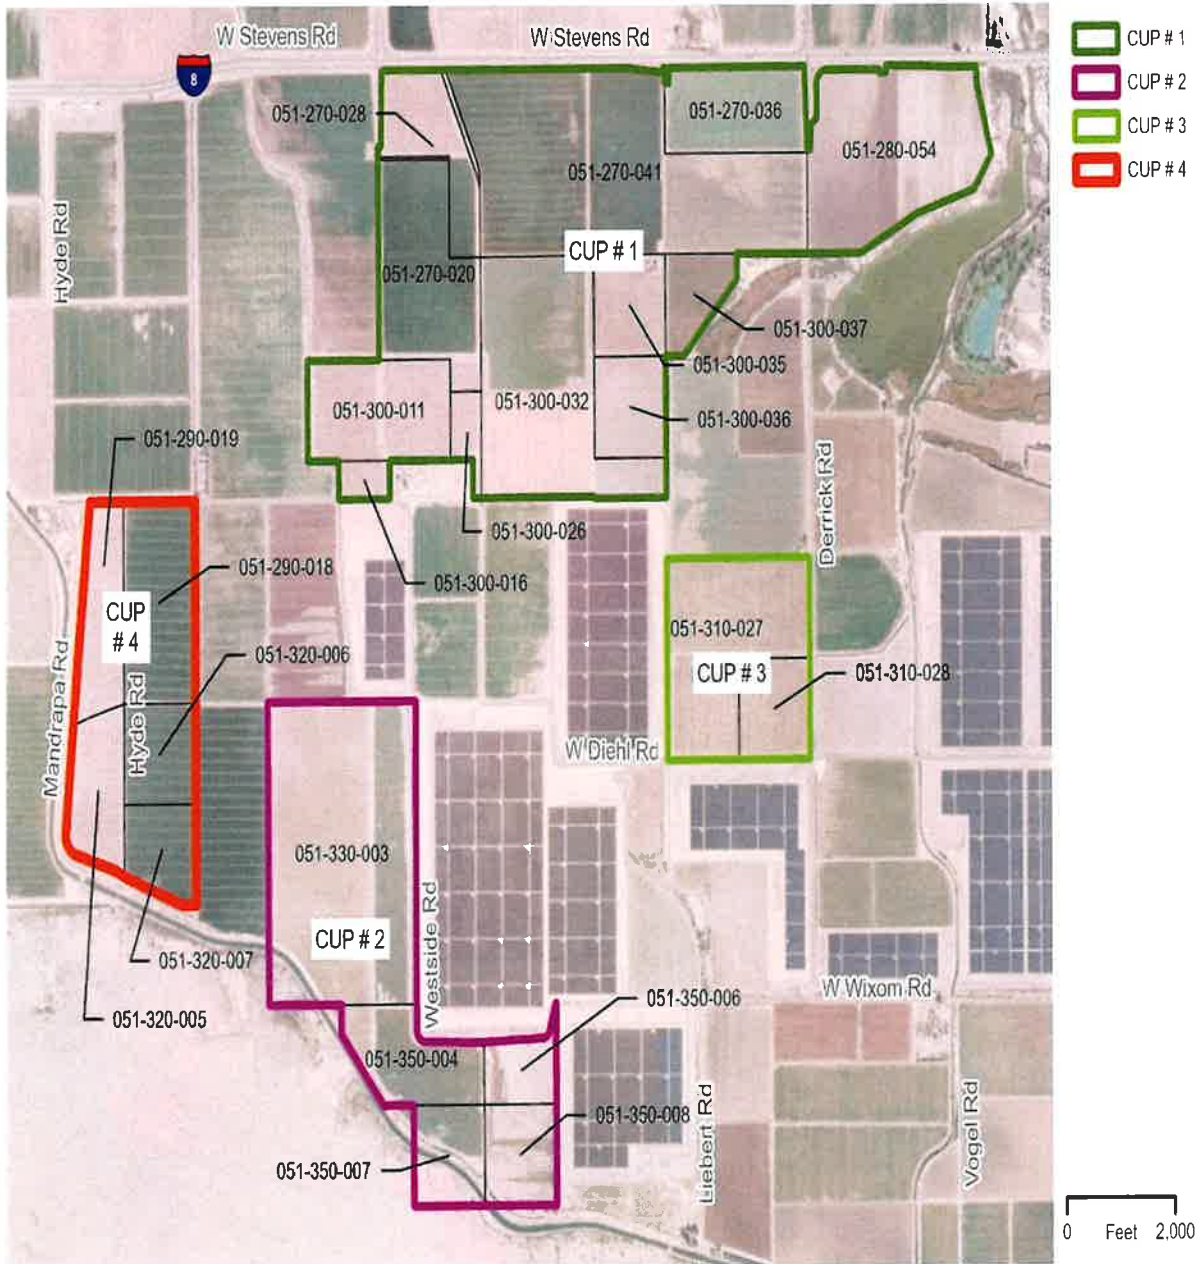 W Stevens Rd
W Stevens Rd
8
CUP # 1
CUP # 2
CUP # 3
CUP # 4
051-270-028
051-270-036
051-280-054
051-270-041
Hyde Rd
CUP # 1
051-270-020
051-300-037
051-300-035
051-300-011
051-300-032
051-300-036
051-290-019
Derrick Rd
051-300-026
051-290-018
051-300-016
CUP
# 4
051-310-027
051-320-006
CUP # 3
051-310-028
Mandrapa Rd
Hyde Rd
W Diehl Rd
051-330-003
Westside Rd
CUP # 2
051-320-007
W Wixom Rd
051-350-006
051-320-005
051-350-004
051-350-008
Liebert Rd
Vogel Rd
051-350-007
0 Feet 2,000